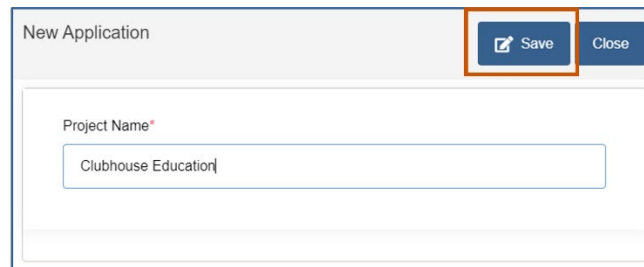 New Application
Save
Close
Project Name*
Clubhouse Education